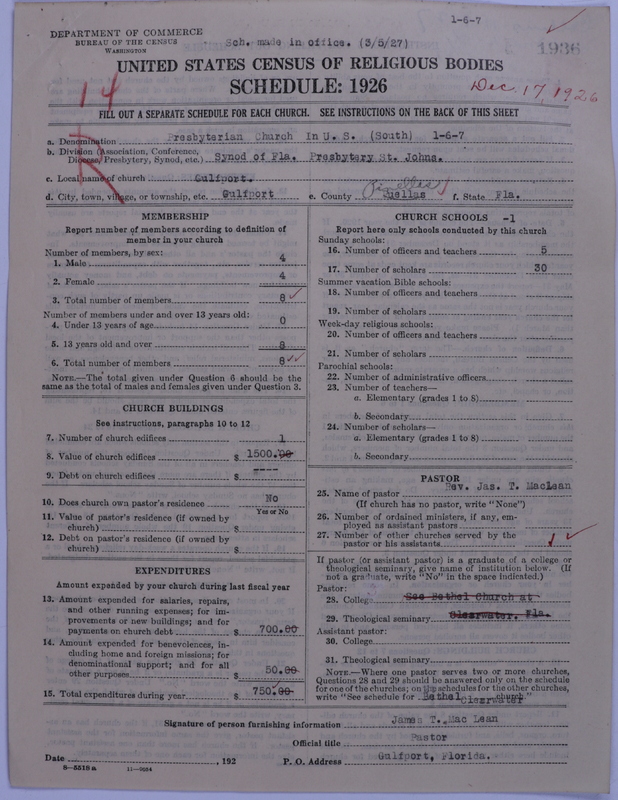 1-6-7
DEPARTMENT OF COMMERCE
BUREAU OF THE CENSUS
WASHINGTON
Sch. made in office. (3/5/27)
1936
UNITED STATES CENSUS OF RELIGIOUS BODIES
SCHEDULE: 1926
Dec. 17, 1926
14
FILL OUT A SEPARATE SCHEDULE FOR EACH CHURCH. SEE INSTRUCTIONS ON THE BACK OF THIS SHEET
a. Denomination Presbyterian Church In U. S. (South) 1-6-7
b. Division (Association, Conference, Diocese, Presbytery, Synod, etc.) Synod of Fla. Presbytery St. Johns.
c. Local name of church Gulfport.
d. City, town, village, or township, etc. Gulfport e. County Pinellas f. State Fla.
MEMBERSHIP
Report number of members according to definition of
member in your church
Number of members, by sex:
1. Male 4
2. Female 4
3. Total number of members 8
Number of members under and over 13 years old:
4. Under 13 years of age 0
5. 13 years old and over 8
6. Total number of members 8
NOTE.—The total given under Question 6 should be the
same as the total of males and females given under Question 3.
CHURCH BUILDINGS
See instructions, paragraphs 10 to 12
7. Number of church edifices 1
8. Value of church edifices $ 1500.00
9. Debt on church edifices $ ----
10. Does church own pastor's residence No
Yes or No
11. Value of pastor's residence (if owned by
church) $
12. Debt on pastor's residence (if owned by
church) $
EXPENDITURES
Amount expended by your church during last fiscal year
13. Amount expended for salaries, repairs,
and other running expenses; for im-
provements or new buildings; and for
payments on church debt $ 700.00
14. Amount expended for benevolences, in-
cluding home and foreign missions; for
denominational support; and for all
other purposes $ 50.00
15. Total expenditures during year $ 750.00
CHURCH SCHOOLS -1
Report here only schools conducted by this church
Sunday schools:
16. Number of officers and teachers 5
17. Number of scholars 30
Summer vacation Bible schools:
18. Number of officers and teachers
19. Number of scholars
Week-day religious schools:
20. Number of officers and teachers
21. Number of scholars
Parochial schools:
22. Number of administrative officers
23. Number of teachers—
a. Elementary (grades 1 to 8)
b. Secondary
24. Number of scholars—
a. Elementary (grades 1 to 8)
b. Secondary
PASTOR
25. Name of pastor Rev. Jas. T. MacLean
(If church has no pastor, write "None")
26. Number of ordained ministers, if any, em-
ployed as assistant pastors
27. Number of other churches served by the
pastor or his assistants 1
If pastor (or assistant pastor) is a graduate of a college or
theological seminary, give name of institution below. (If
not a graduate, write "No" in the space indicated.)
Pastor:
28. College See Bethel Church at
29. Theological seminary Clearwater. Fla.
Assistant pastor:
30. College
31. Theological seminary
NOTE.—Where one pastor serves two or more churches,
Questions 28 and 29 should be answered only on the schedule
for one of the churches; on the schedules for the other churches,
write "See schedule for Bethel Clearwater church."
Signature of person furnishing information James T. Mac Lean
Official title Pastor
Date , 192 P. O. Address Gulfport, Florida.
8—5518a 11—9184